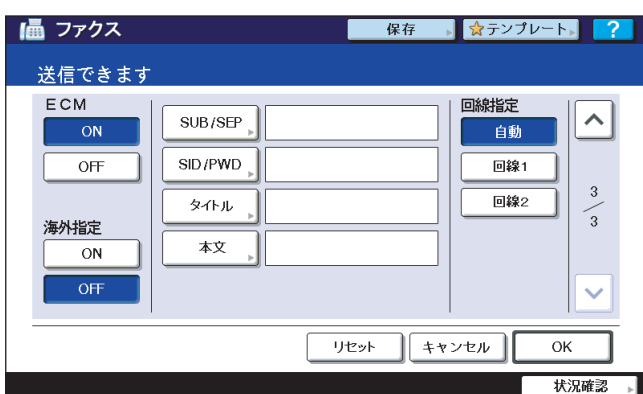 ファクス
保存
テンプレート
?
送信できます
ECM
ON
OFF
海外指定
ON
OFF
SUB/SEP
SID/PWD
タイトル
本文
回線指定
自動
回線1
回線2
3
3
リセット
キャンセル
OK
状況確認